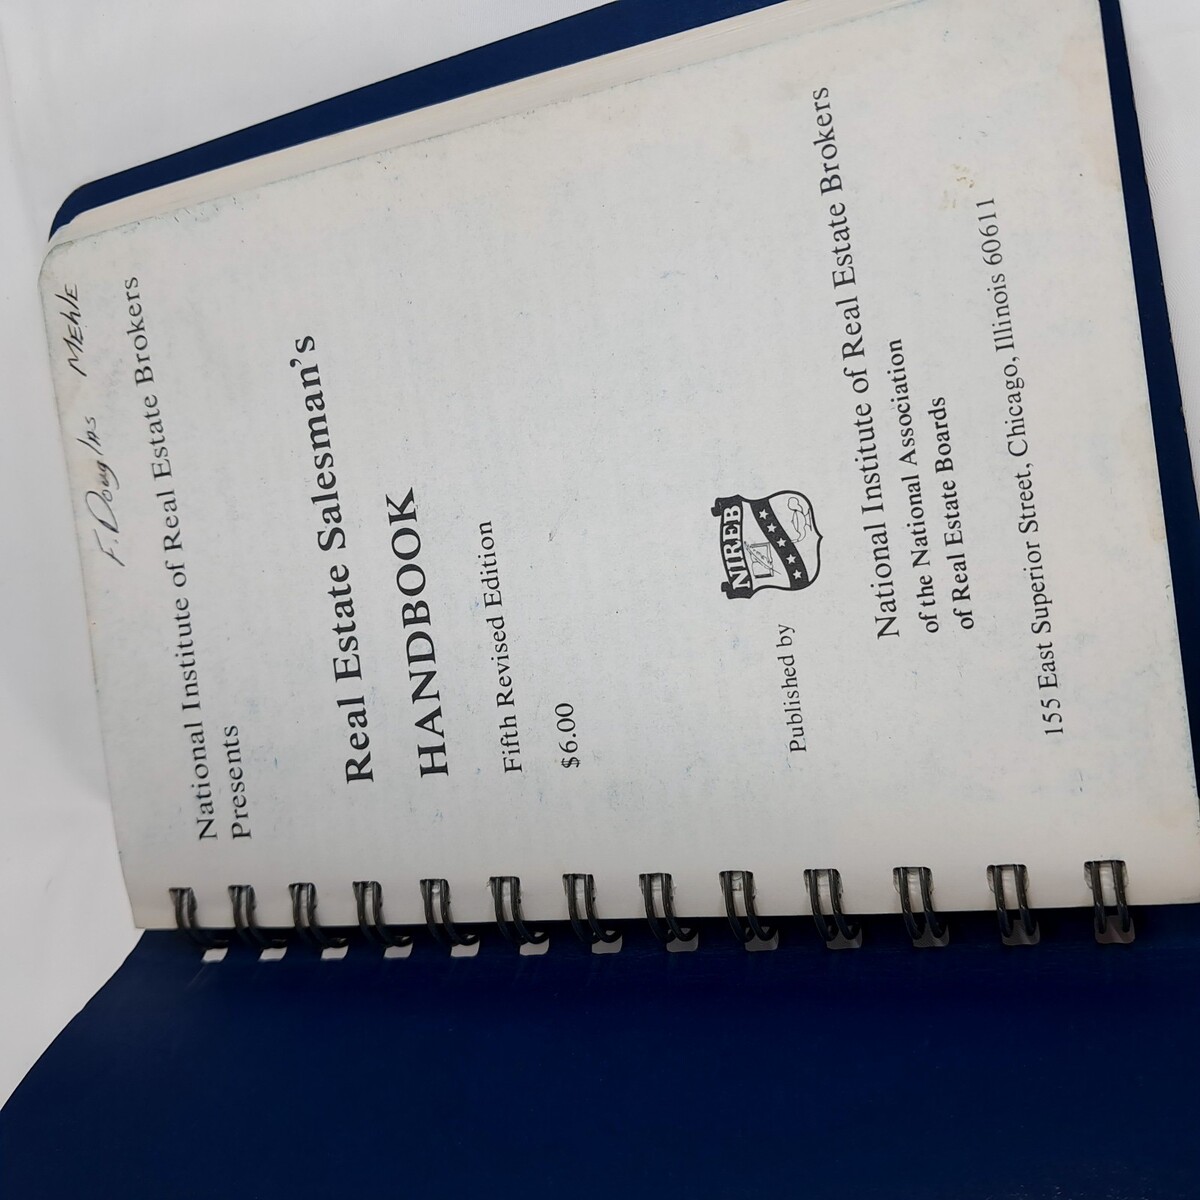 F. Douglas Mehle
National Institute of Real Estate Brokers
Presents
Real Estate Salesman's
HANDBOOK
Fifth Revised Edition
$6.00
NIREB
Published by
National Institute of Real Estate Brokers
of the National Association
of Real Estate Boards
155 East Superior Street, Chicago, Illinois 60611